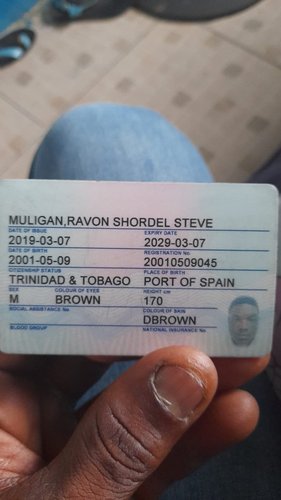 MULIGAN,RAVON SHORDEL STEVE
DATE OF ISSUE EXPIRY DATE
2019-03-07 2029-03-07
DATE OF BIRTH REGISTRATION No
2001-05-09 20010509045
CITIZENSHIP STATUS PLACE OF BIRTH
TRINIDAD & TOBAGO PORT OF SPAIN
SEX COLOUR OF EYES HEIGHT cm
M BROWN 170
SOCIAL ASSISTANCE No COLOUR OF SKIN
DBROWN
BLOOD GROUP NATIONAL INSURANCE No